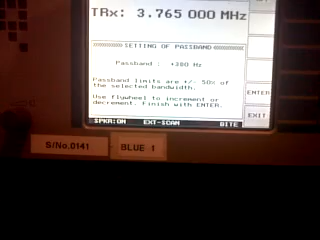 TRx: 3.765 000 MHz
SETTING OF PASSBAND
Passband : +380 Hz
Passband limits are +/- 50% of
the selected bandwidth.
Use flywheel to increment or
decrement. Finish with ENTER.
ENTER
EXIT
SPKR:ON EXT-SCAN BITE
S/No.0141 BLUE 1